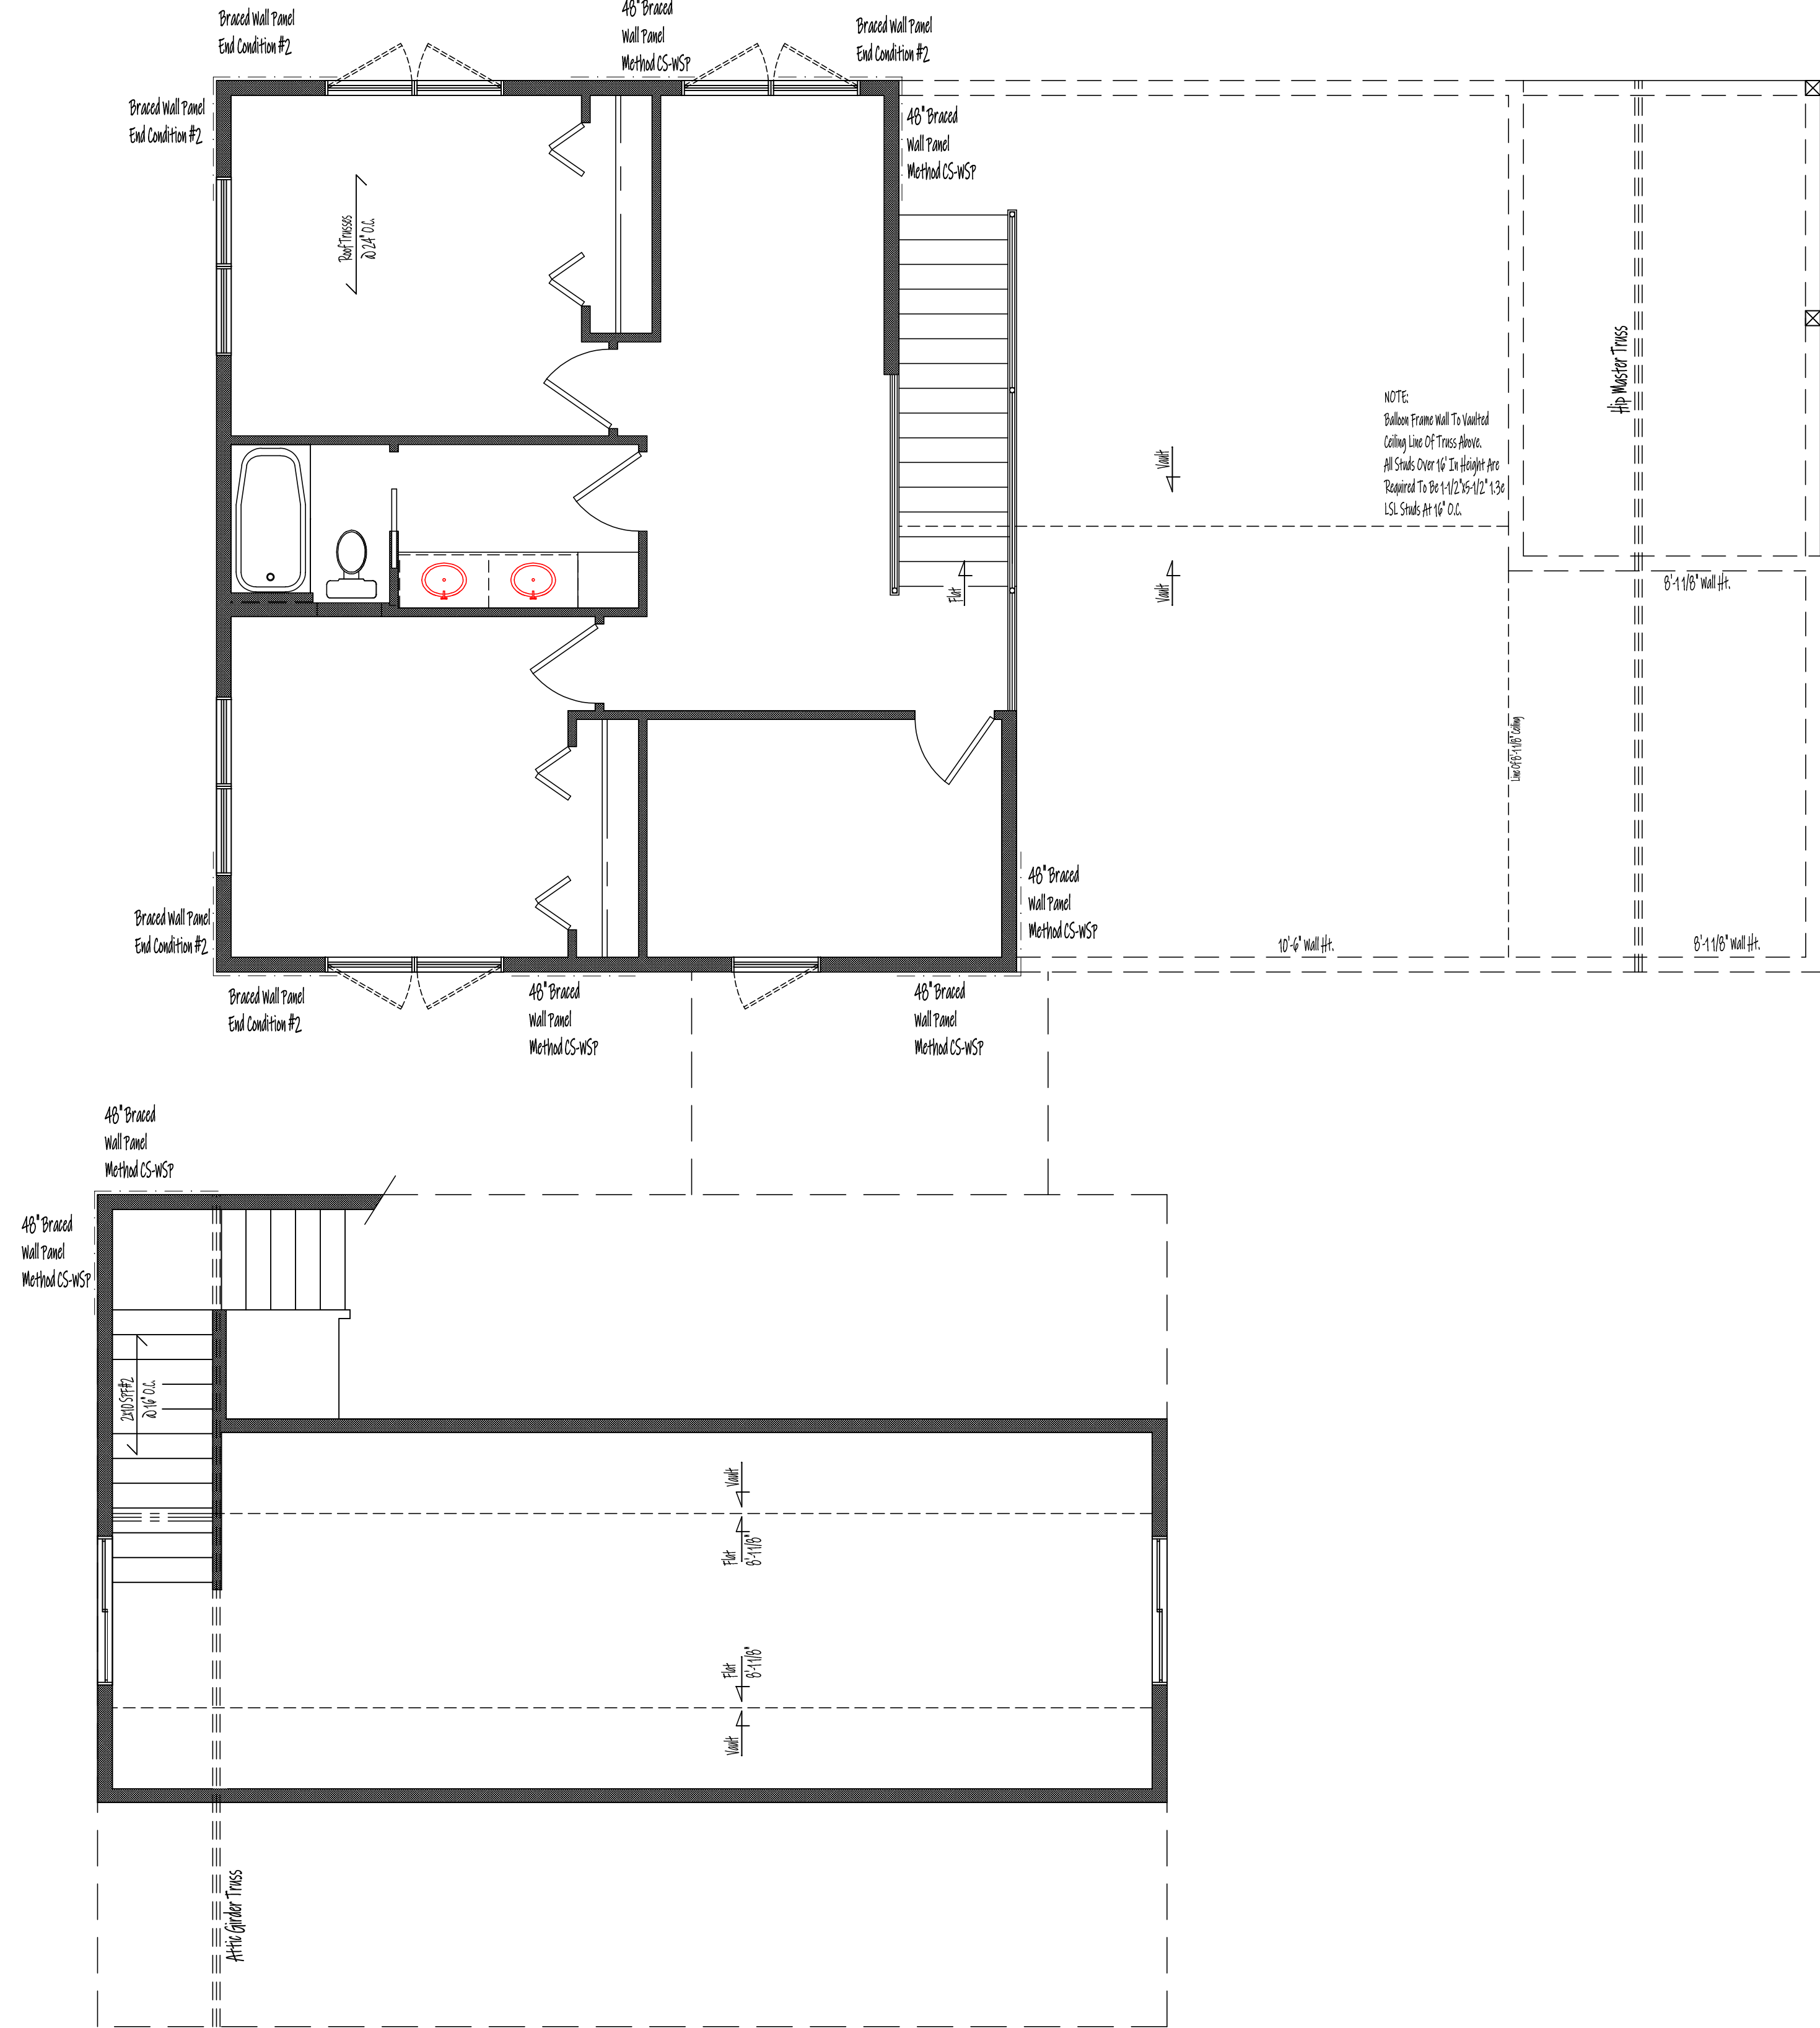 Braced Wall Panel
End Condition #2
48" Braced
Wall Panel
Method CS-WSP
Braced Wall Panel
End Condition #2
Braced Wall Panel
End Condition #2
48" Braced
Wall Panel
Method CS-WSP
Roof Trusses
@ 24" O.C.
Hip Master Truss
NOTE:
Balloon Frame Wall To Vaulted
Ceiling Line Of Truss Above.
All Studs Over 16' In Height Are
Required To Be 1-1/2"x5-1/2" 1.3e
LSL Studs At 16" O.C.
Vault
Flat
Vault
8'-1 1/8" Wall Ht.
Line Of 8'-1 1/8" Ceiling
48" Braced
Wall Panel
Method CS-WSP
Braced Wall Panel
End Condition #2
10'-6" Wall Ht.
8'-1 1/8" Wall Ht.
Braced Wall Panel
End Condition #2
48" Braced
Wall Panel
Method CS-WSP
48" Braced
Wall Panel
Method CS-WSP
48" Braced
Wall Panel
Method CS-WSP
48" Braced
Wall Panel
Method CS-WSP
2x10 SPF#2
@ 16" O.C.
Vault
Flat
8'-1 1/8"
Flat
8'-1 1/8"
Vault
Attic Girder Truss